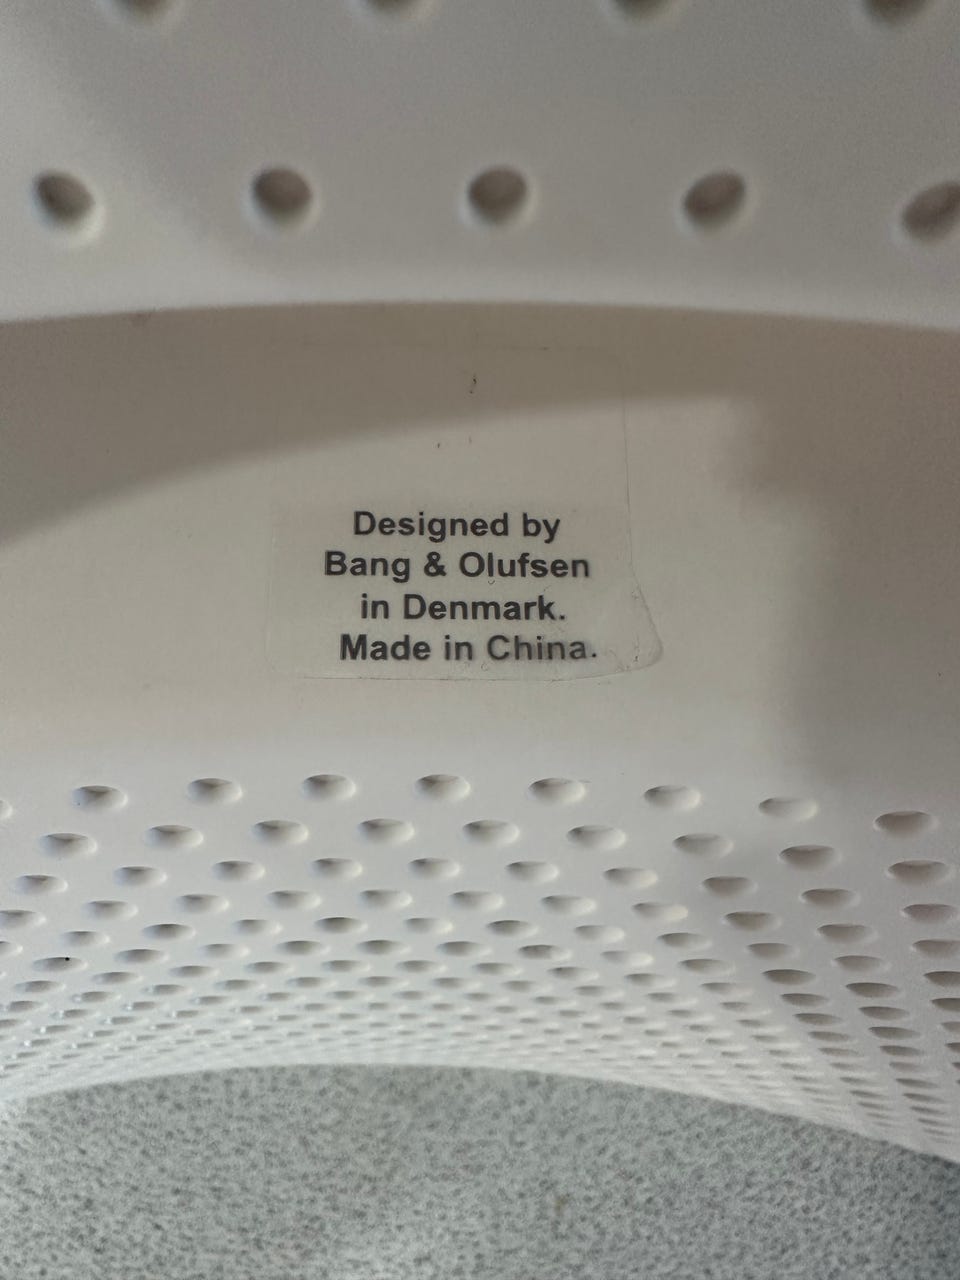 Designed by
Bang & Olufsen
in Denmark.
Made in China.